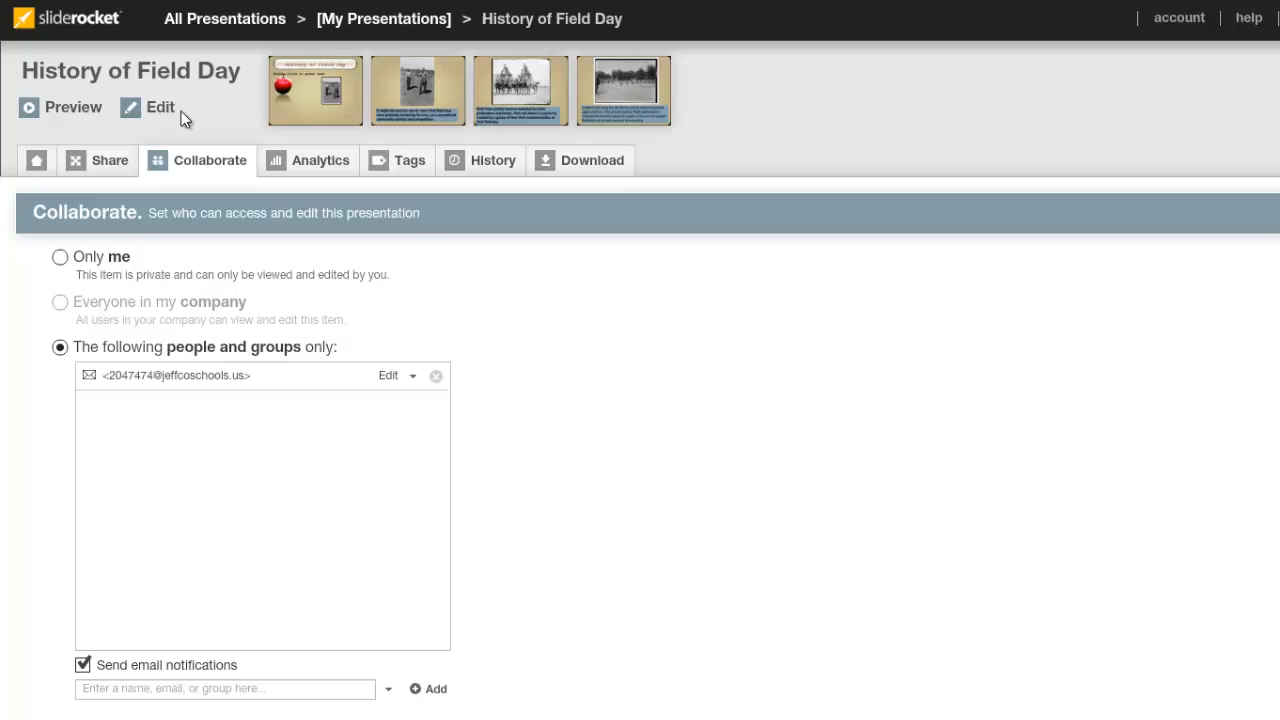 sliderocket All Presentations > [My Presentations] > History of Field Day | account | help |
History of Field Day
Preview Edit
History of Field Day
Share Collaborate Analytics Tags History Download
Collaborate. Set who can access and edit this presentation
Only me
This item is private and can only be viewed and edited by you.
Everyone in my company
All users in your company can view and edit this item.
The following people and groups only:
<2047474@jeffcoschools.us> Edit
Send email notifications
Enter a name, email, or group here... Add